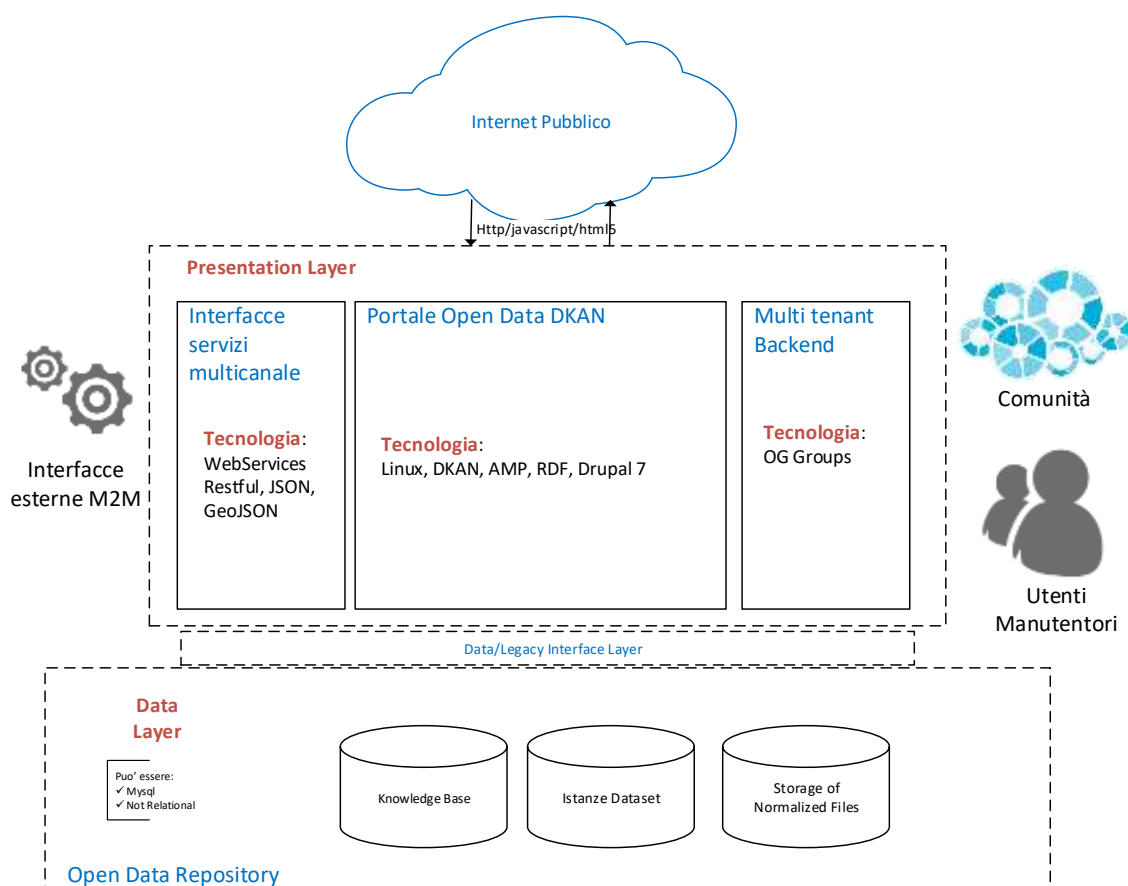 Internet Pubblico
Http/javascript/html5
Presentation Layer
Interfacce
servizi
multicanale
Tecnologia:
WebServices
Restful, JSON,
GeoJSON
Portale Open Data DKAN
Tecnologia:
Linux, DKAN, AMP, RDF, Drupal 7
Multi tenant
Backend
Tecnologia:
OG Groups
Interfacce
esterne M2M
Comunità
Utenti
Manutentori
Data/Legacy Interface Layer
Data
Layer
Puo' essere:
✓ Mysql
✓ Not Relational
Knowledge Base
Istanze Dataset
Storage of
Normalized Files
Open Data Repository